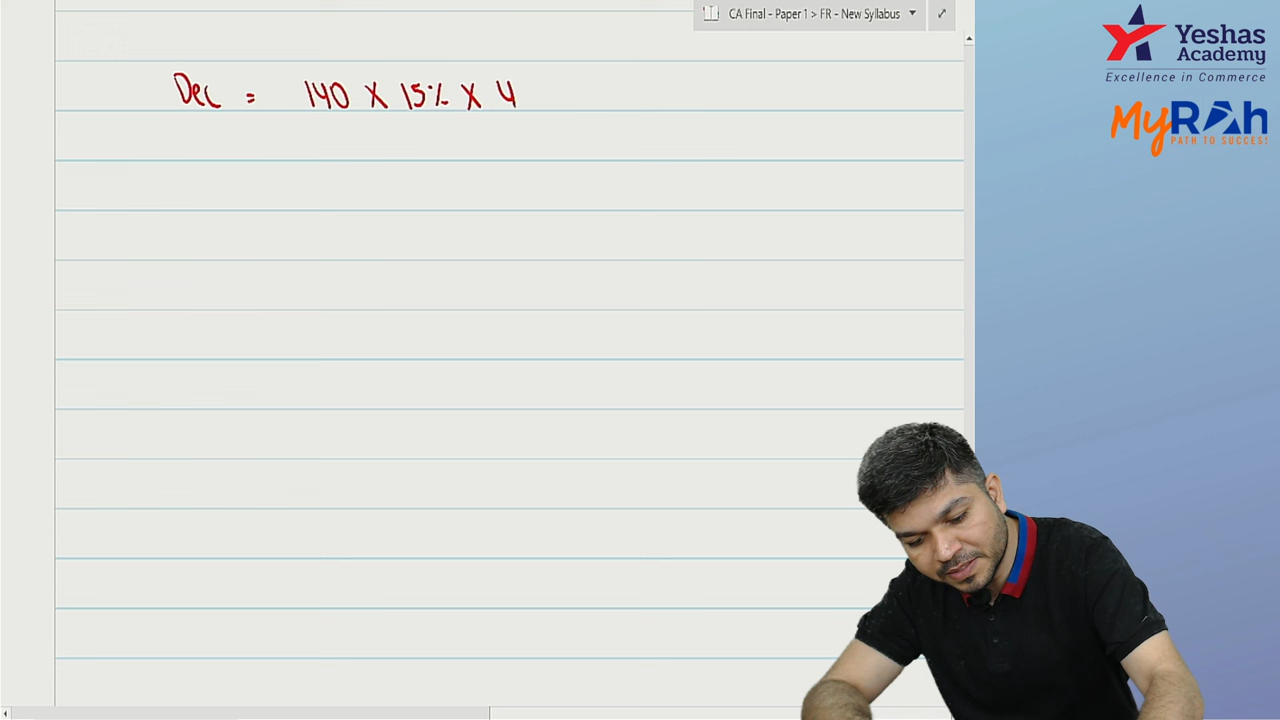 CA Final - Paper 1 > FR - New Syllabus
Yeshas
Academy
Excellence in Commerce
MyRAh
PATH TO SUCCESS
Dec = 140 X 15% X 4